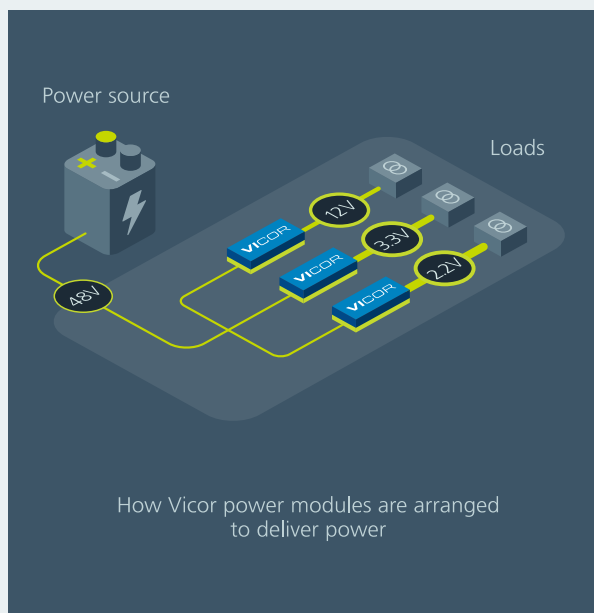 Power source
Loads
12V
VICOR
3.3V
VICOR
2.2V
VICOR
48V
How Vicor power modules are arranged
to deliver power